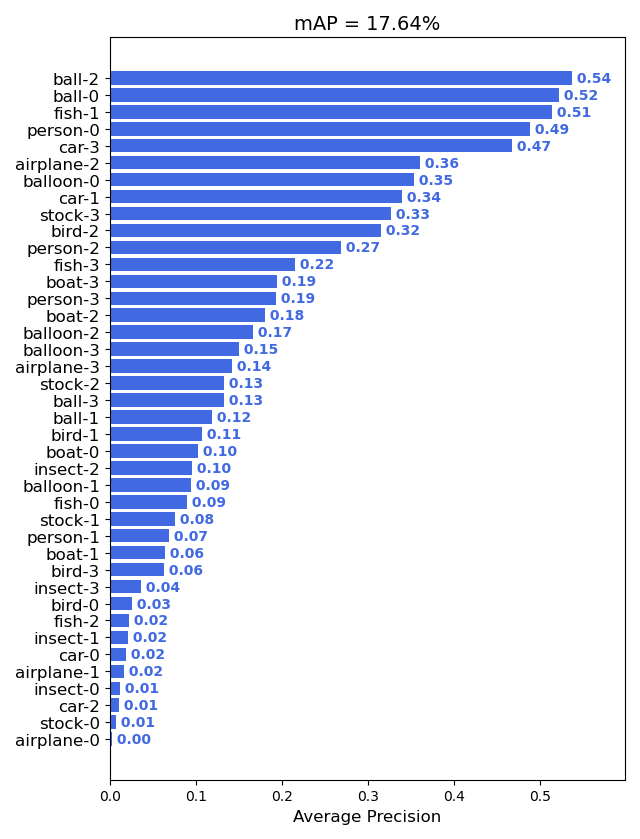 mAP = 17.64%
ball-2 0.54
ball-0 0.52
fish-1 0.51
person-0 0.49
car-3 0.47
airplane-2 0.36
balloon-0 0.35
car-1 0.34
stock-3 0.33
bird-2 0.32
person-2 0.27
fish-3 0.22
boat-3 0.19
person-3 0.19
boat-2 0.18
balloon-2 0.17
balloon-3 0.15
airplane-3 0.14
stock-2 0.13
ball-3 0.13
ball-1 0.12
bird-1 0.11
boat-0 0.10
insect-2 0.10
balloon-1 0.09
fish-0 0.09
stock-1 0.08
person-1 0.07
boat-1 0.06
bird-3 0.06
insect-3 0.04
bird-0 0.03
fish-2 0.02
insect-1 0.02
car-0 0.02
airplane-1 0.02
insect-0 0.01
car-2 0.01
stock-0 0.01
airplane-0 0.00
0.0 0.1 0.2 0.3 0.4 0.5
Average Precision